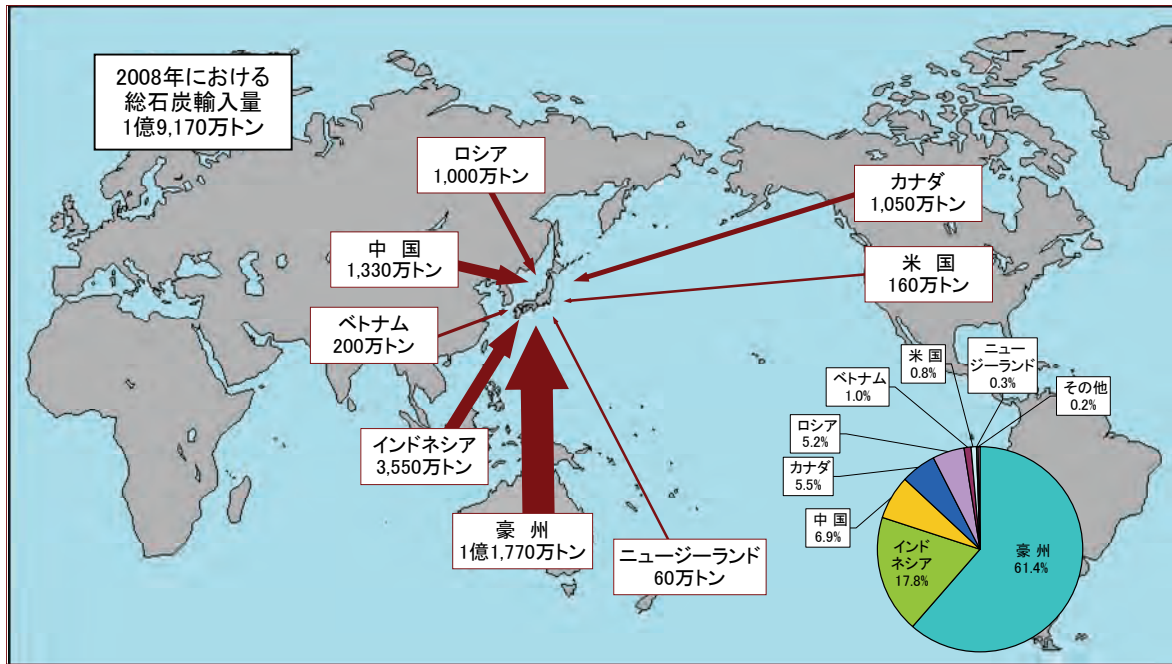 2008年における
総石炭輸入量
1億9,170万トン
ロシア
1,000万トン
カナダ
1,050万トン
中 国
1,330万トン
米 国
160万トン
ベトナム
200万トン
インドネシア
3,550万トン
豪 州
1億1,770万トン
ニュージーランド
60万トン
米 国
0.8%
ニュー
ジーランド
0.3%
ベトナム
1.0%
その他
0.2%
ロシア
5.2%
カナダ
5.5%
中 国
6.9%
インド
ネシア
17.8%
豪 州
61.4%